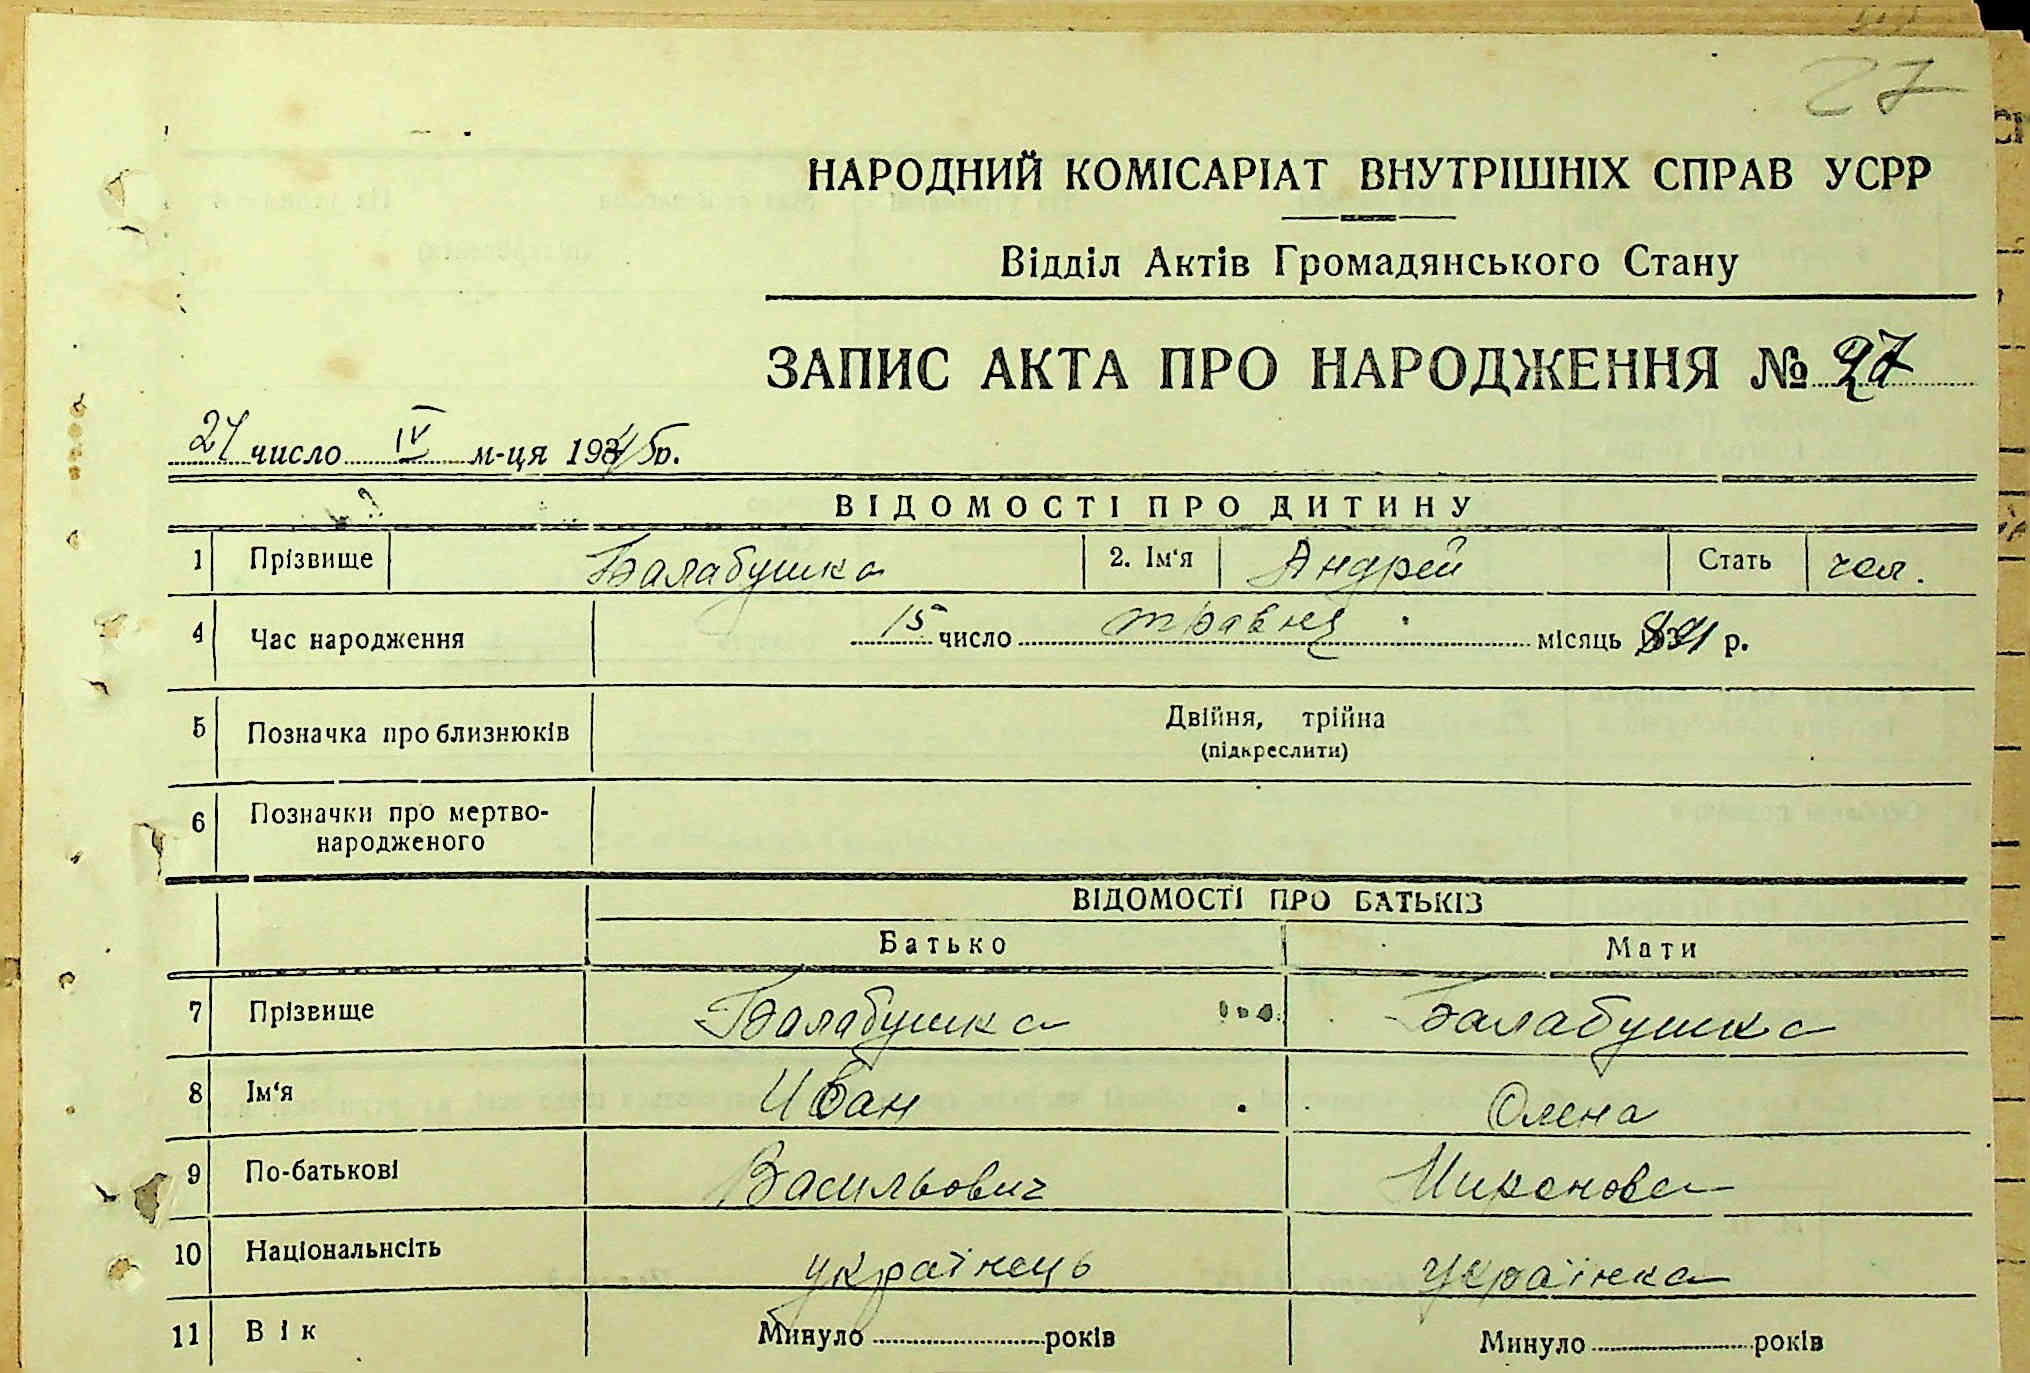 27
НАРОДНИЙ КОМІСАРІАТ ВНУТРІШНІХ СПРАВ УСРР
Відділ Актів Громадянського Стану
ЗАПИС АКТА ПРО НАРОДЖЕННЯ № 27
24 число IV м-ця 1945 р.
ВІДОМОСТІ ПРО ДИТИНУ
1 Прізвище Балабушка 2. Ім'я Андрей Стать чол.
4 Час народження 15 число травня місяць р.
5 Позначка про близнюків Двійня, трійна
(підкреслити)
6 Позначки про мертво-
народженого
ВІДОМОСТІ ПРО БАТЬКІВ
Батько Мати
7 Прізвище Балабушка Балабушка
8 Ім'я Иван Олена
9 По-батькові Васильович Миронова
10 Національнсіть українець українка
11 Вік Минуло років Минуло років